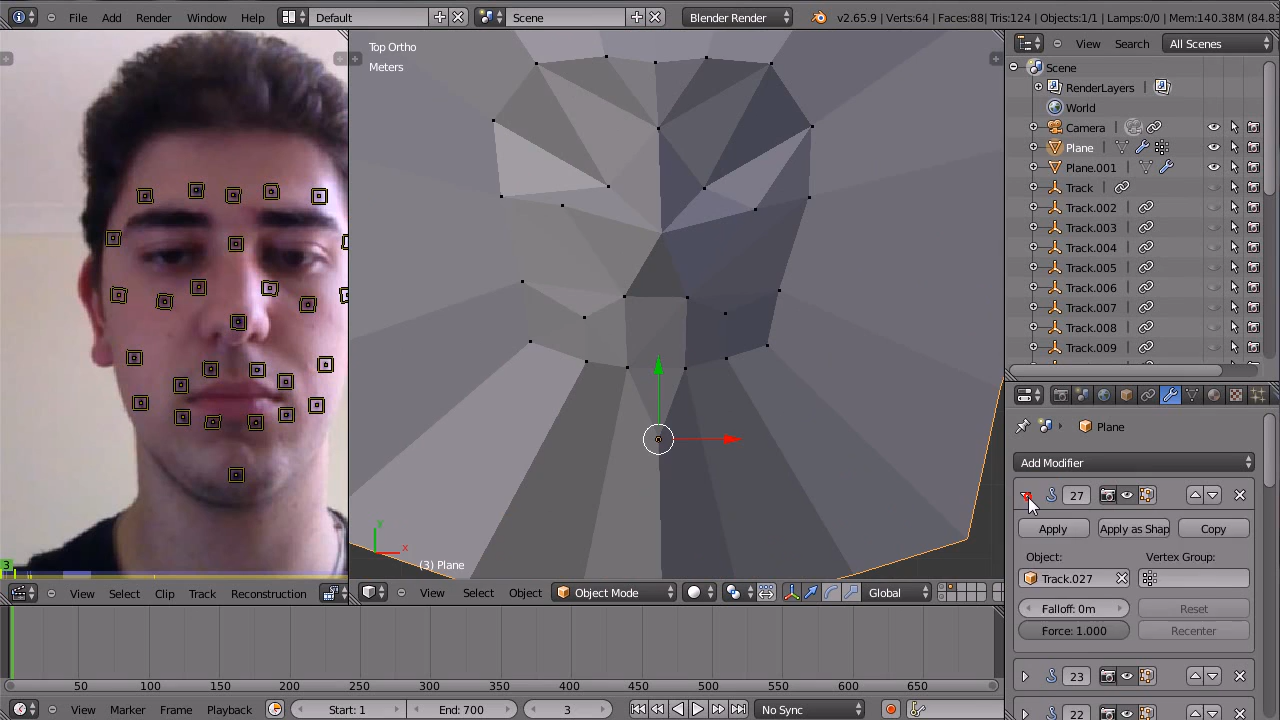 File Add Render Window Help Default Scene Blender Render v2.65.9 | Verts:64 | Faces:88 | Tris:124 | Objects:1/1 | Lamps:0/0 | Mem:140.38M (84.8
Top Ortho
Meters
(3) Plane
y
x
View Search All Scenes
Scene
RenderLayers
World
Camera
Plane
Plane.001
Track
Track.002
Track.003
Track.004
Track.005
Track.006
Track.007
Track.008
Track.009
Plane
Add Modifier
27
Apply Apply as Shap Copy
Object: Vertex Group:
Track.027
Falloff: 0m Reset
Force: 1.000 Recenter
23
22
3
View Select Clip Track Reconstruction
View Select Object Object Mode Global
50 100 150 200 250 300 350 400 450 500 550 600 650
View Marker Frame Playback Start: 1 End: 700 3 No Sync